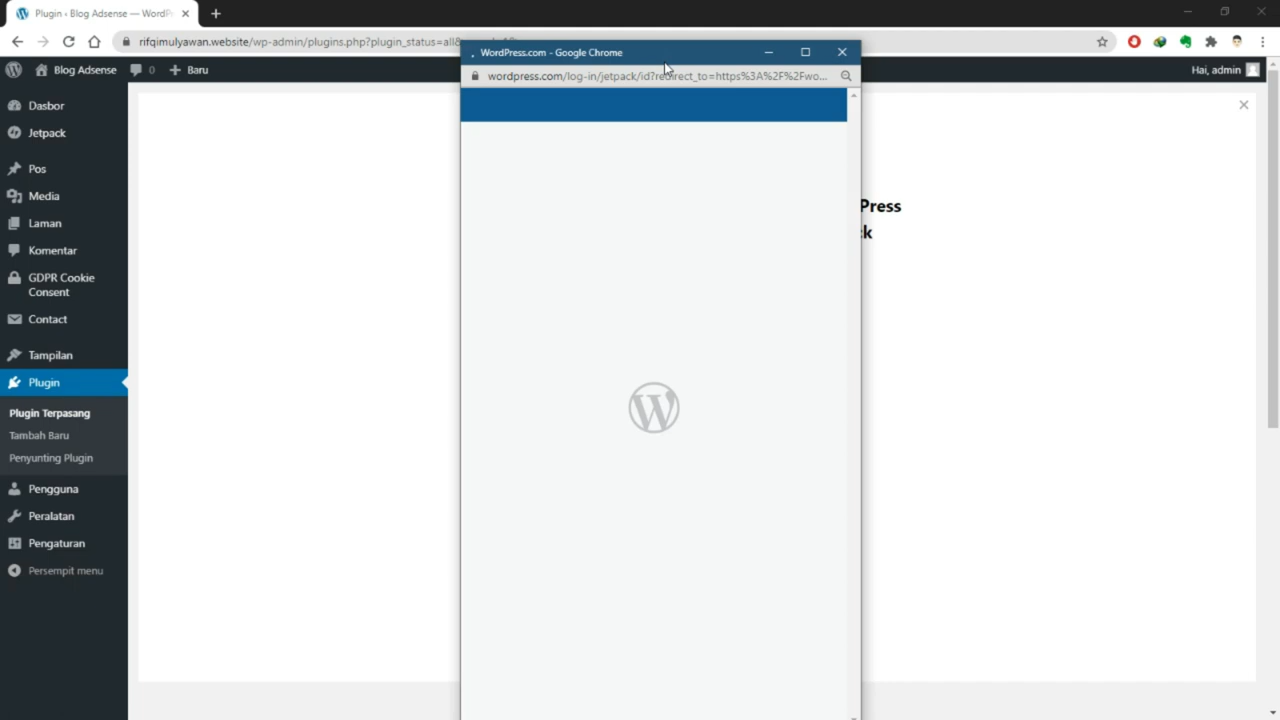 Plugin ‹ Blog Adsense — WordPr
rifqimulyawan.website/wp-admin/plugins.php?plugin_status=all&
WordPress.com - Google Chrome
wordpress.com/log-in/jetpack/id?redirect_to=https%3A%2F%2Fwo...
Blog Adsense
0
Baru
Hai, admin
Dasbor
Jetpack
Pos
Media
Laman
Komentar
GDPR Cookie
Consent
Contact
Tampilan
Plugin
Plugin Terpasang
Tambah Baru
Penyunting Plugin
Pengguna
Peralatan
Pengaturan
Persempit menu
Press
k